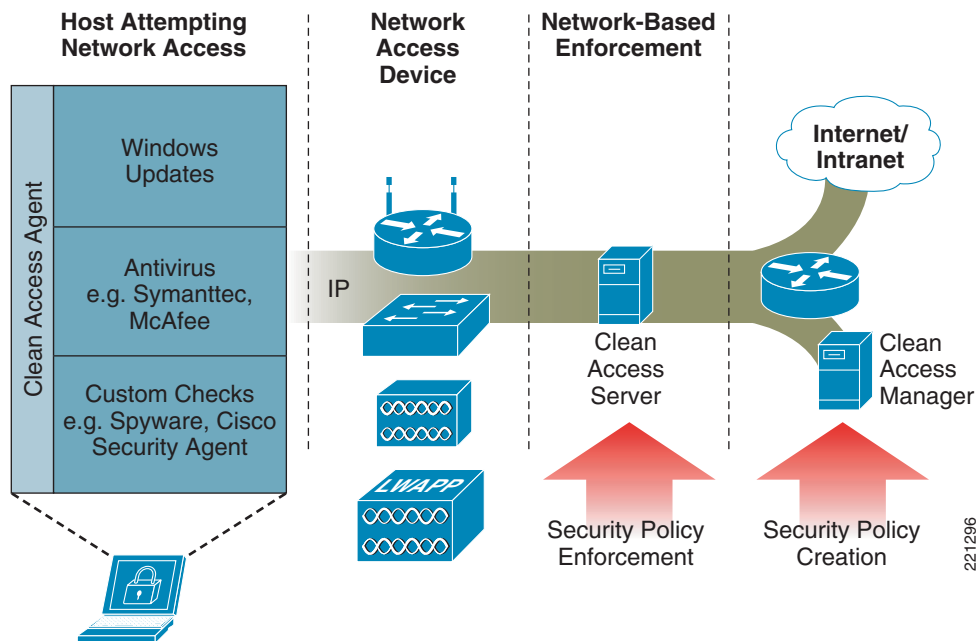 Host Attempting
Network Access
Network
Access
Device
Network-Based
Enforcement
Clean Access Agent
Windows
Updates
Antivirus
e.g. Symanttec,
McAfee
Custom Checks
e.g. Spyware, Cisco
Security Agent
IP
LWAPP
Clean
Access
Server
Internet/
Intranet
Clean
Access
Manager
Security Policy
Enforcement
Security Policy
Creation
221296